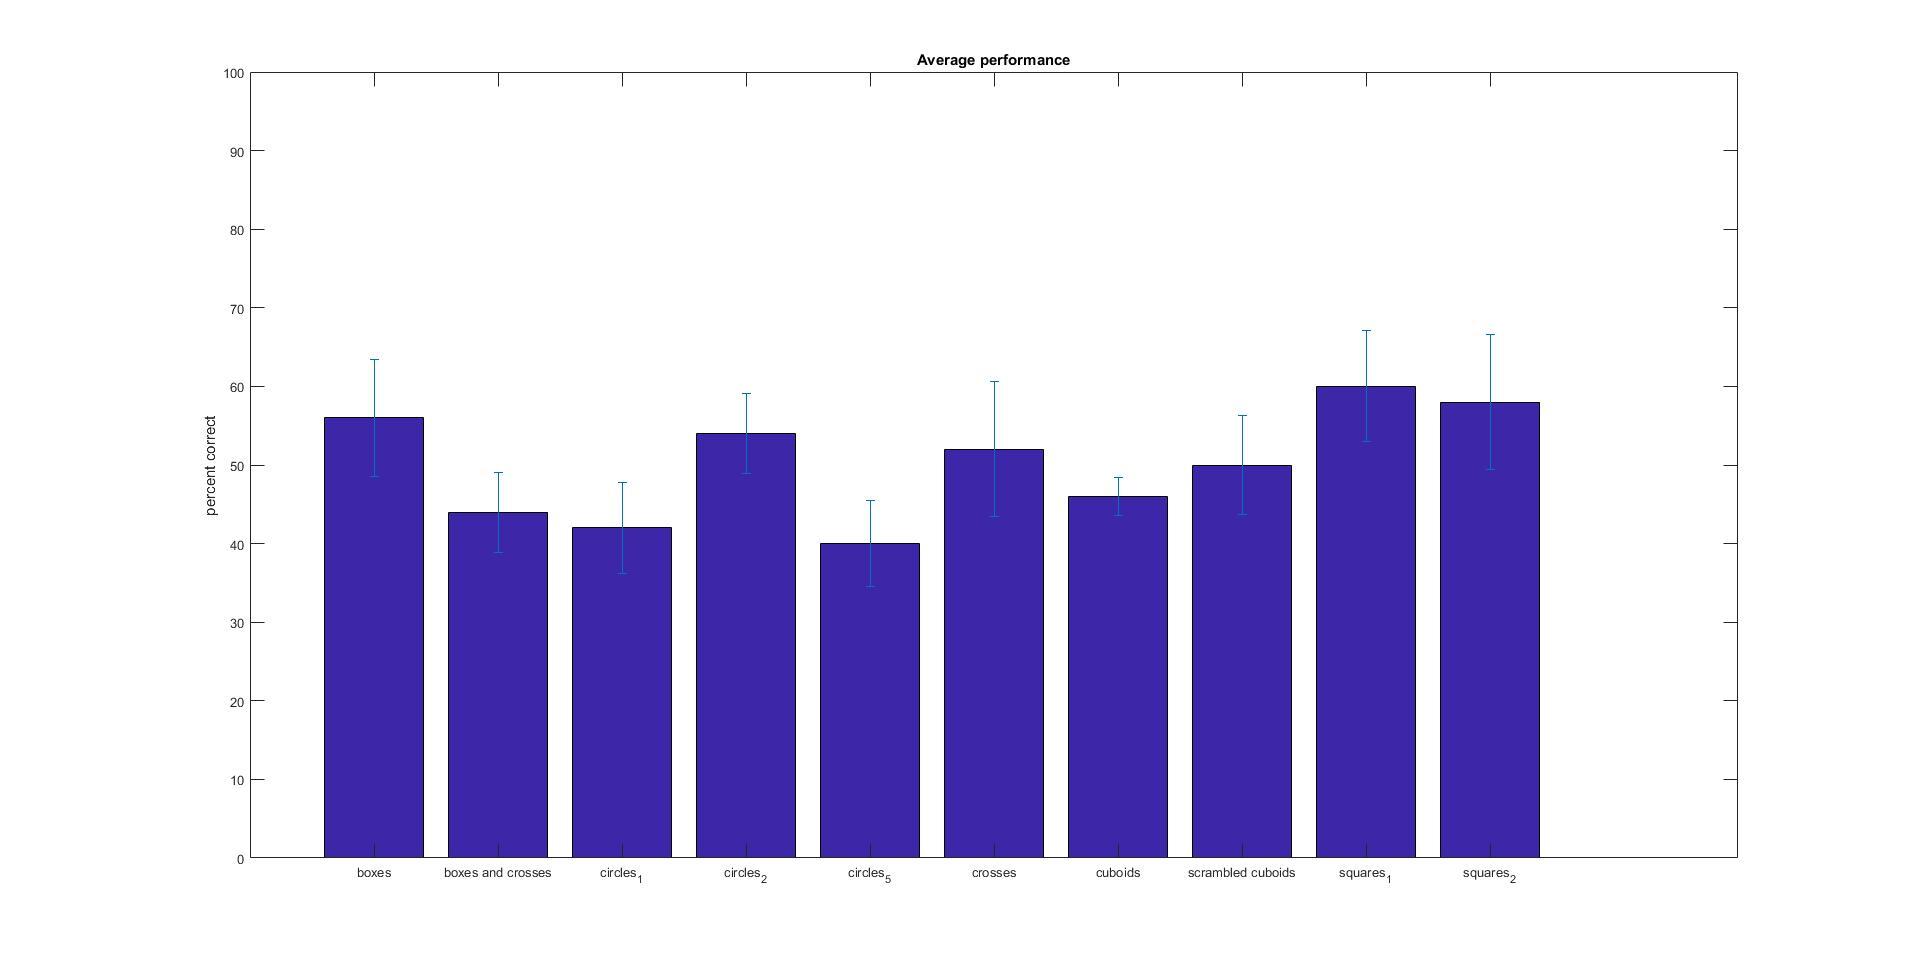 Average performance
100
90
80
70
60
50
40
30
20
10
0
percent correct
boxes
boxes and crosses
circles₁
circles₂
circles₅
crosses
cuboids
scrambled cuboids
squares₁
squares₂